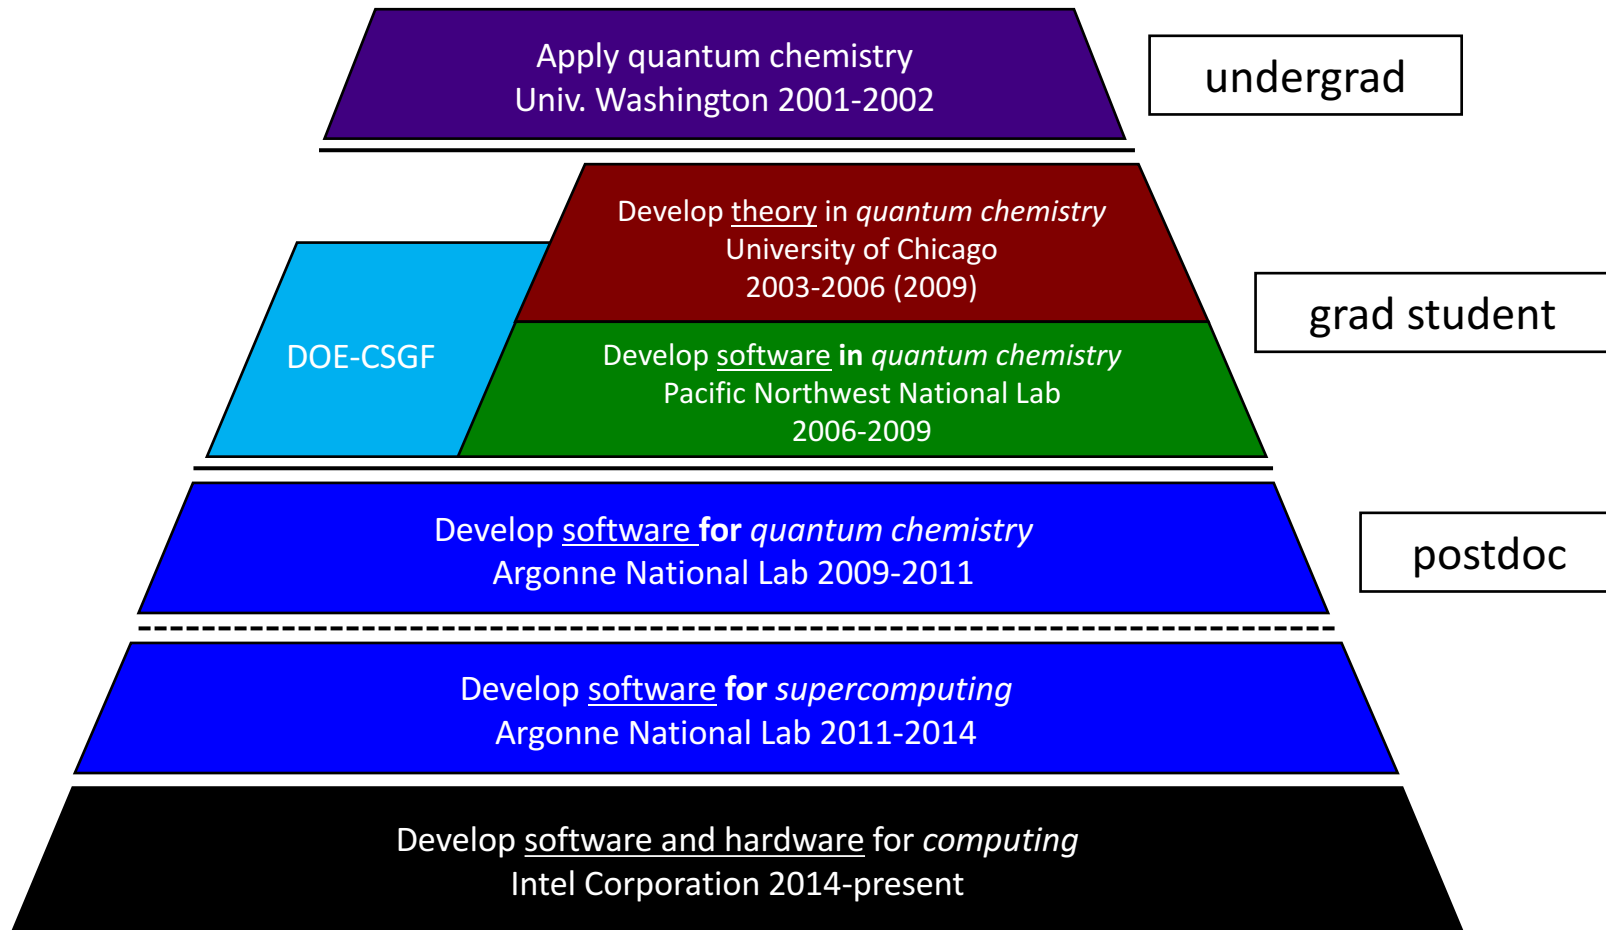 Apply quantum chemistry
Univ. Washington 2001-2002
undergrad
Develop theory in quantum chemistry
University of Chicago
2003-2006 (2009)
grad student
DOE-CSGF
Develop software in quantum chemistry
Pacific Northwest National Lab
2006-2009
Develop software for quantum chemistry
Argonne National Lab 2009-2011
postdoc
Develop software for supercomputing
Argonne National Lab 2011-2014
Develop software and hardware for computing
Intel Corporation 2014-present